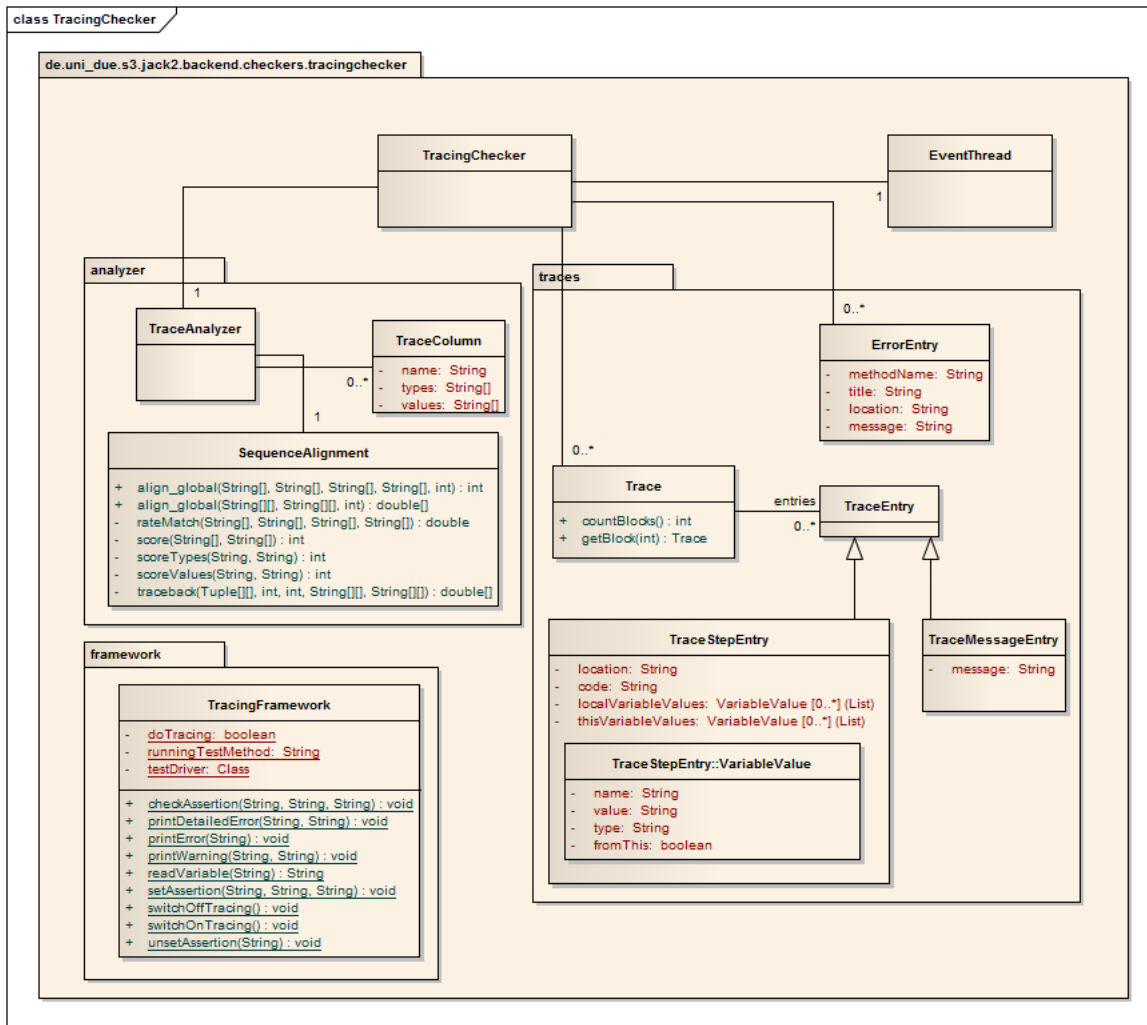 class TracingChecker
de.uni_due.s3.jack2.backend.checkers.tracingchecker
TracingChecker
EventThread
1
analyzer
1
TraceAnalyzer
TraceColumn
- name: String
- types: String[]
- values: String[]
0..*
1
SequenceAlignment
+ align_global(String[], String[], String[], String[], int) : int
+ align_global(String[][], String[][], int) : double[]
- rateMatch(String[], String[], String[], String[]) : double
- score(String[], String[]) : int
- scoreTypes(String, String) : int
- scoreValues(String, String) : int
- traceback(Tuple[][], int, int, String[][], String[][]) : double[]
traces
0..*
ErrorEntry
- methodName: String
- title: String
- location: String
- message: String
0..*
Trace
+ countBlocks() : int
+ getBlock(int) : Trace
entries
0..*
TraceEntry
TraceStepEntry
- location: String
- code: String
- localVariableValues: VariableValue [0..*] (List)
- thisVariableValues: VariableValue [0..*] (List)
TraceStepEntry::VariableValue
- name: String
- value: String
- type: String
- fromThis: boolean
TraceMessageEntry
- message: String
framework
TracingFramework
- doTracing: boolean
- runningTestMethod: String
- testDriver: Class
+ checkAssertion(String, String, String) : void
+ printDetailedError(String, String) : void
+ printError(String) : void
+ printWarning(String, String) : void
+ readVariable(String) : String
+ setAssertion(String, String, String) : void
+ switchOffTracing() : void
+ switchOnTracing() : void
+ unsetAssertion(String) : void